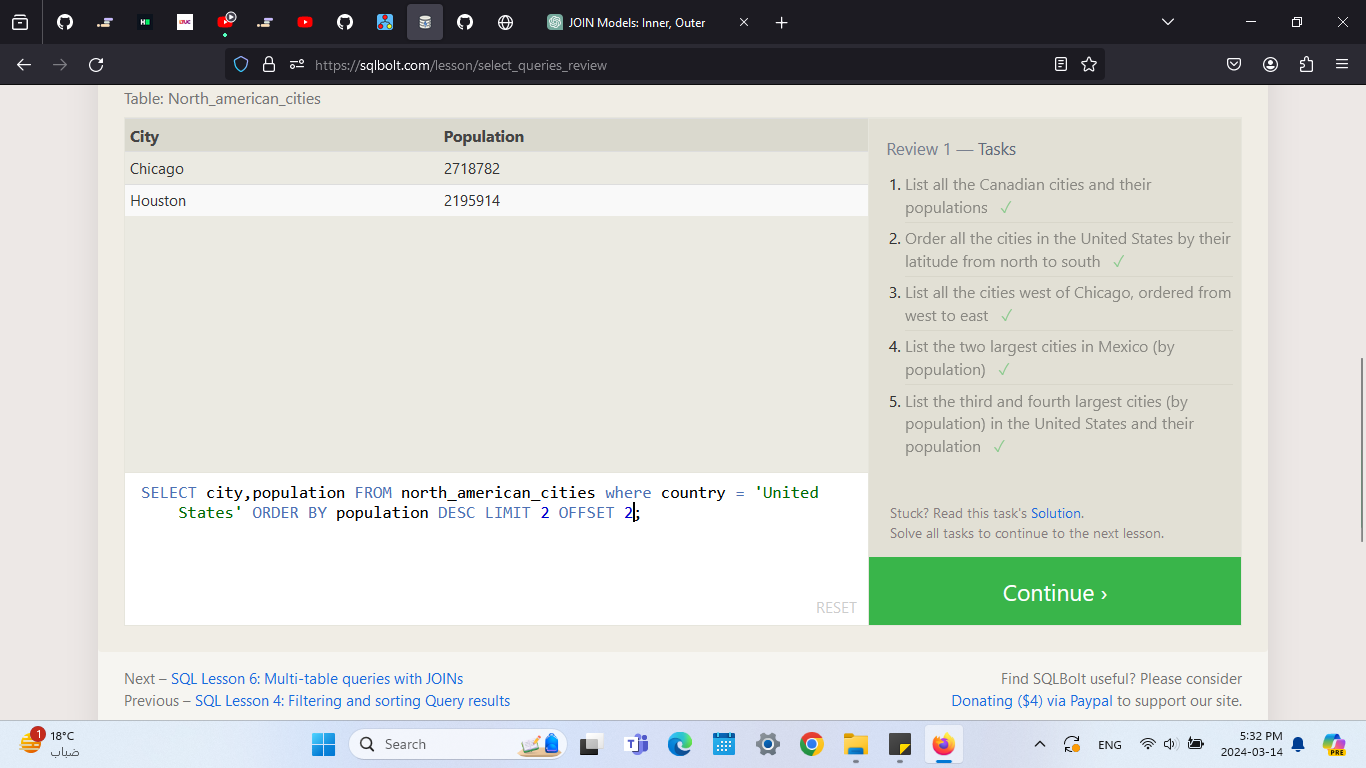 JOIN Models: Inner, Outer
https://sqlbolt.com/lesson/select_queries_review
Table: North_american_cities
City Population
Chicago 2718782
Houston 2195914
Review 1 — Tasks
1. List all the Canadian cities and their
populations ✓
2. Order all the cities in the United States by their
latitude from north to south ✓
3. List all the cities west of Chicago, ordered from
west to east ✓
4. List the two largest cities in Mexico (by
population) ✓
5. List the third and fourth largest cities (by
population) in the United States and their
population ✓
SELECT city,population FROM north_american_cities where country = 'United
States' ORDER BY population DESC LIMIT 2 OFFSET 2;
RESET
Stuck? Read this task's Solution.
Solve all tasks to continue to the next lesson.
Continue ›
Next – SQL Lesson 6: Multi-table queries with JOINs
Previous – SQL Lesson 4: Filtering and sorting Query results
Find SQLBolt useful? Please consider
Donating ($4) via Paypal to support our site.
1
18°C
ضباب
Search
ENG
5:32 PM
2024-03-14
PRE